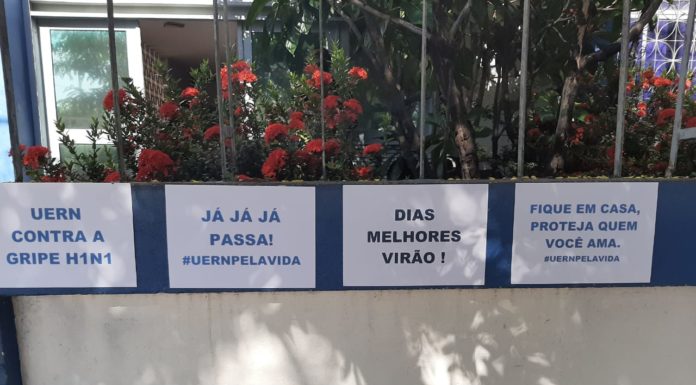 UERN
CONTRA A
GRIPE H1N1
JÁ JÁ JÁ
PASSA!
#UERNPELAVIDA
DIAS
MELHORES
VIRÃO !
FIQUE EM CASA,
PROTEJA QUEM
VOCÊ AMA.
#UERNPELAVIDA